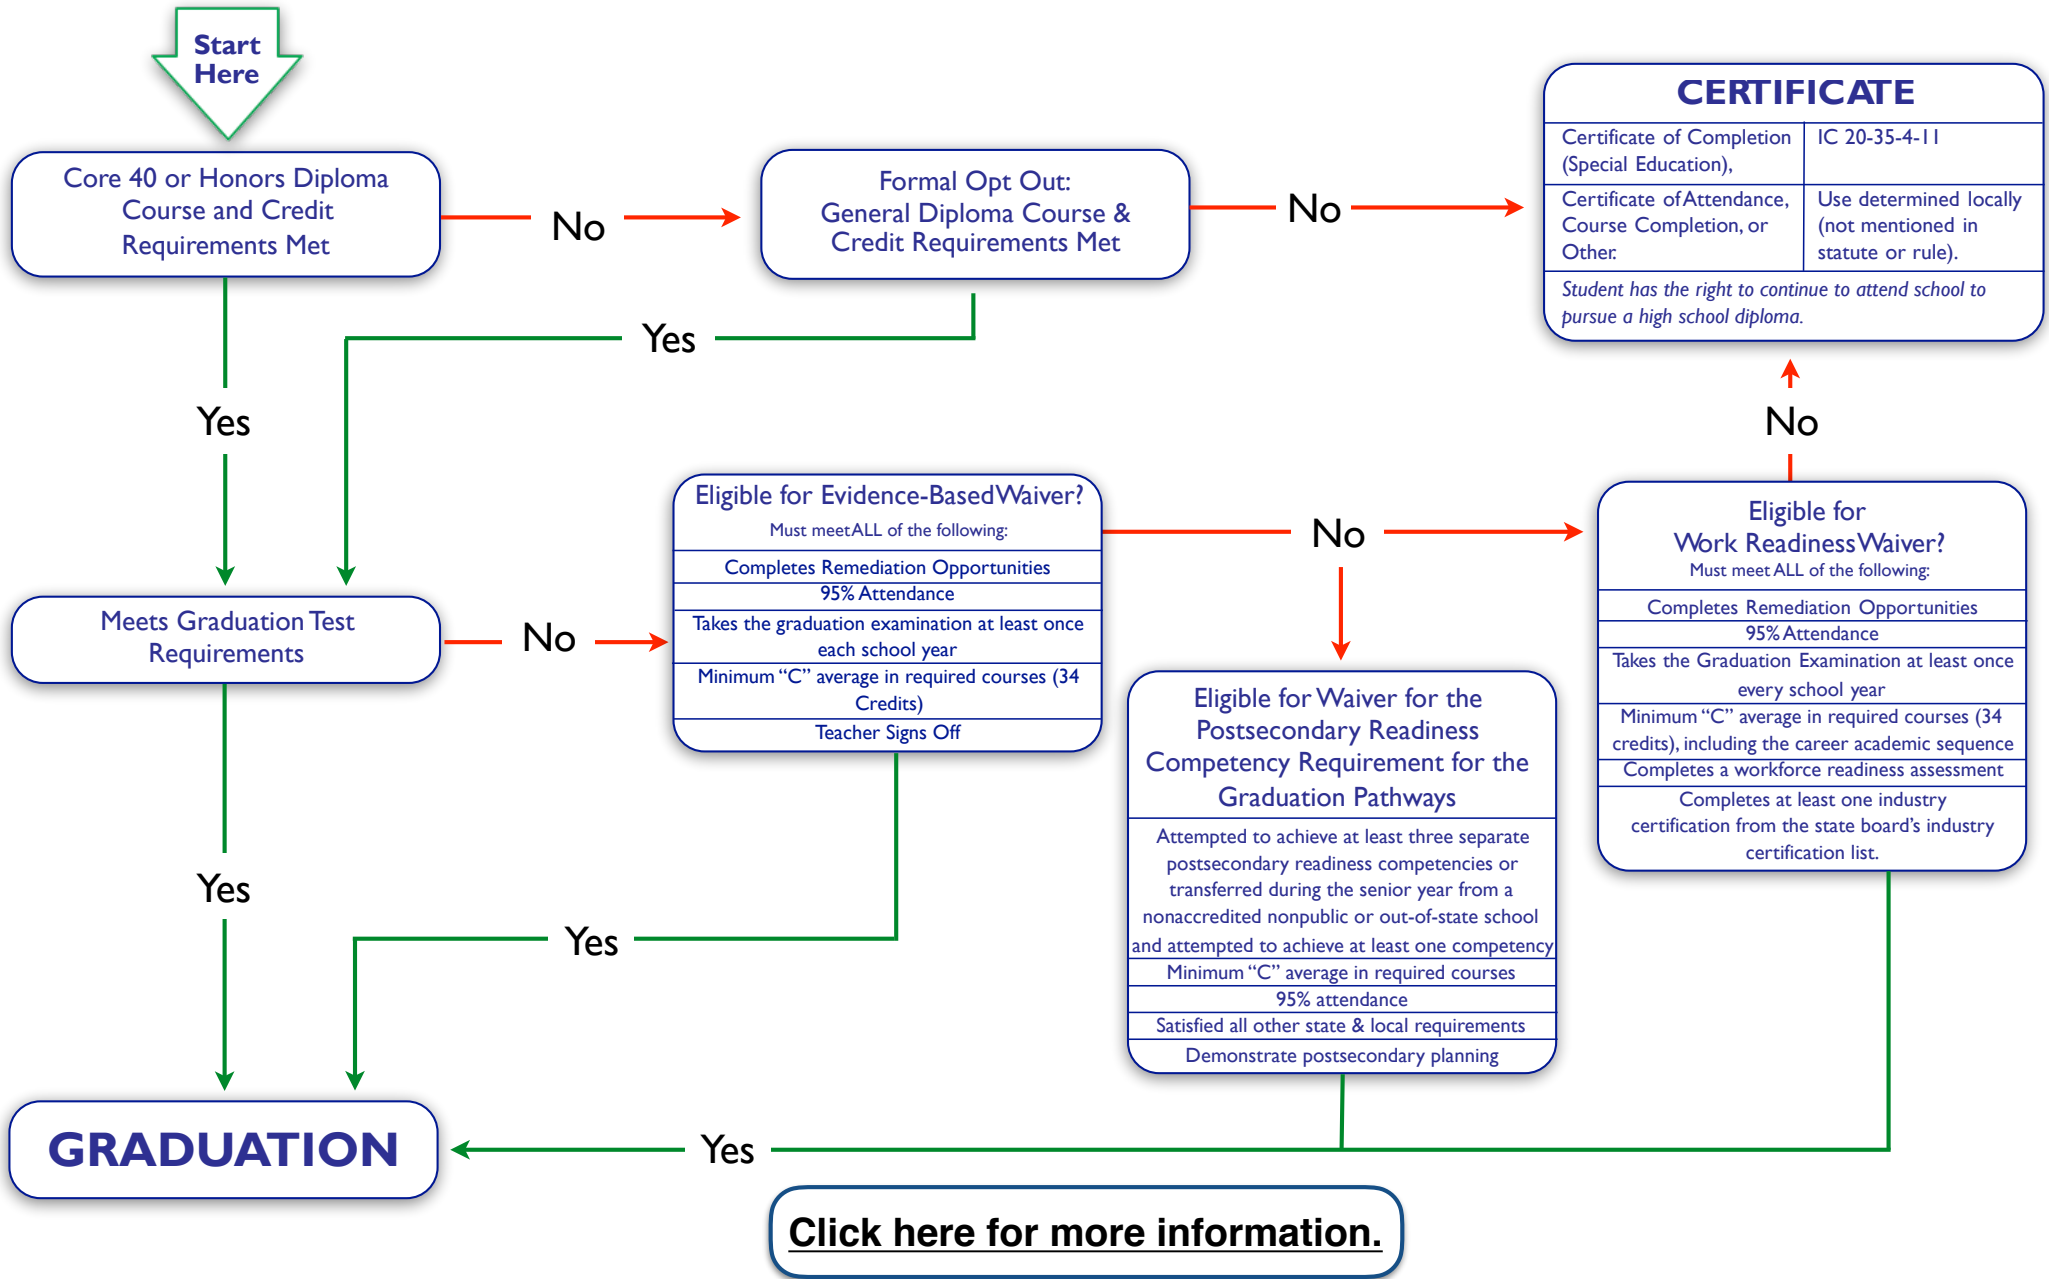 Start
Here
Core 40 or Honors Diploma
Course and Credit
Requirements Met
No
Formal Opt Out:
General Diploma Course &
Credit Requirements Met
No
CERTIFICATE
Certificate of Completion
(Special Education),
IC 20-35-4-11
Certificate of Attendance,
Course Completion, or
Other.
Use determined locally
(not mentioned in
statute or rule).
Student has the right to continue to attend school to
pursue a high school diploma.
Yes
Yes
No
Meets Graduation Test
Requirements
No
Eligible for Evidence-Based Waiver?
Must meet ALL of the following:
Completes Remediation Opportunities
95% Attendance
Takes the graduation examination at least once
each school year
Minimum “C” average in required courses (34
Credits)
Teacher Signs Off
No
Eligible for
Work Readiness Waiver?
Must meet ALL of the following:
Completes Remediation Opportunities
95% Attendance
Takes the Graduation Examination at least once
every school year
Minimum “C” average in required courses (34
credits), including the career academic sequence
Completes a workforce readiness assessment
Completes at least one industry
certification from the state board’s industry
certification list.
Eligible for Waiver for the
Postsecondary Readiness
Competency Requirement for the
Graduation Pathways
Attempted to achieve at least three separate
postsecondary readiness competencies or
transferred during the senior year from a
nonaccredited nonpublic or out-of-state school
and attempted to achieve at least one competency
Minimum “C” average in required courses
95% attendance
Satisfied all other state & local requirements
Demonstrate postsecondary planning
Yes
Yes
GRADUATION
Yes
Click here for more information.